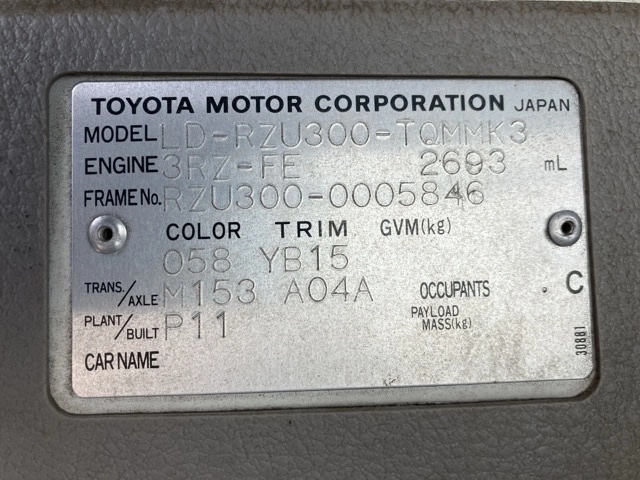 TOYOTA MOTOR CORPORATION JAPAN
MODEL LD-RZU300-TQMMK3
ENGINE 3RZ-FE 2693 mL
FRAME No. RZU300-0005846
COLOR TRIM GVM(kg)
058 YB15
TRANS./AXLE M153 A04A OCCUPANTS . C
PLANT/BUILT P11 PAYLOAD MASS(kg)
CAR NAME
30881